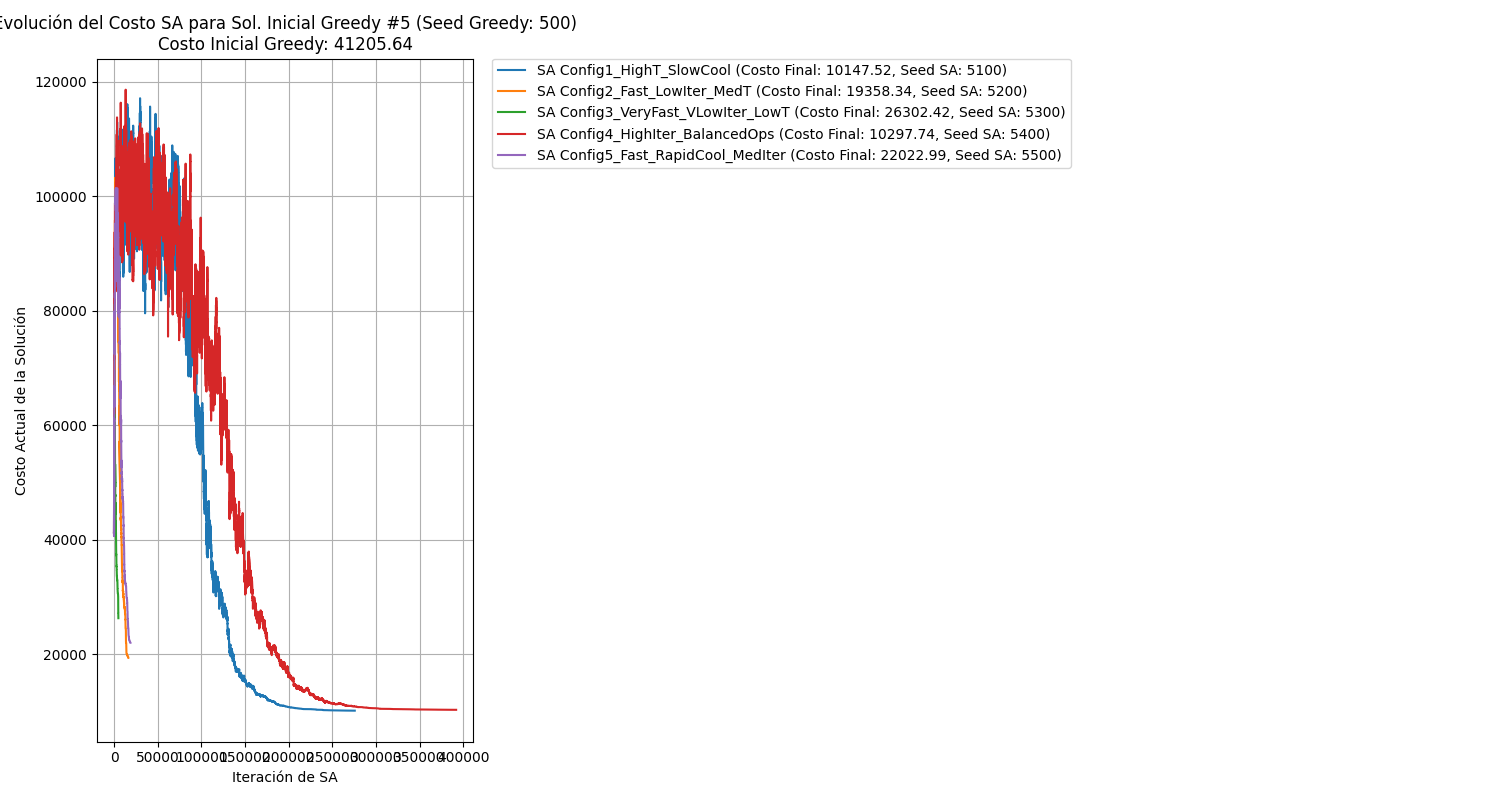 Evolución del Costo SA para Sol. Inicial Greedy #5 (Seed Greedy: 500)
Costo Inicial Greedy: 41205.64
SA Config1_HighT_SlowCool (Costo Final: 10147.52, Seed SA: 5100)
SA Config2_Fast_LowIter_MedT (Costo Final: 19358.34, Seed SA: 5200)
SA Config3_VeryFast_VLowIter_LowT (Costo Final: 26302.42, Seed SA: 5300)
SA Config4_HighIter_BalancedOps (Costo Final: 10297.74, Seed SA: 5400)
SA Config5_Fast_RapidCool_MedIter (Costo Final: 22022.99, Seed SA: 5500)
120000
100000
80000
60000
40000
20000
Costo Actual de la Solución
0 50000 100000 150000 200000 250000 300000 350000 400000
Iteración de SA